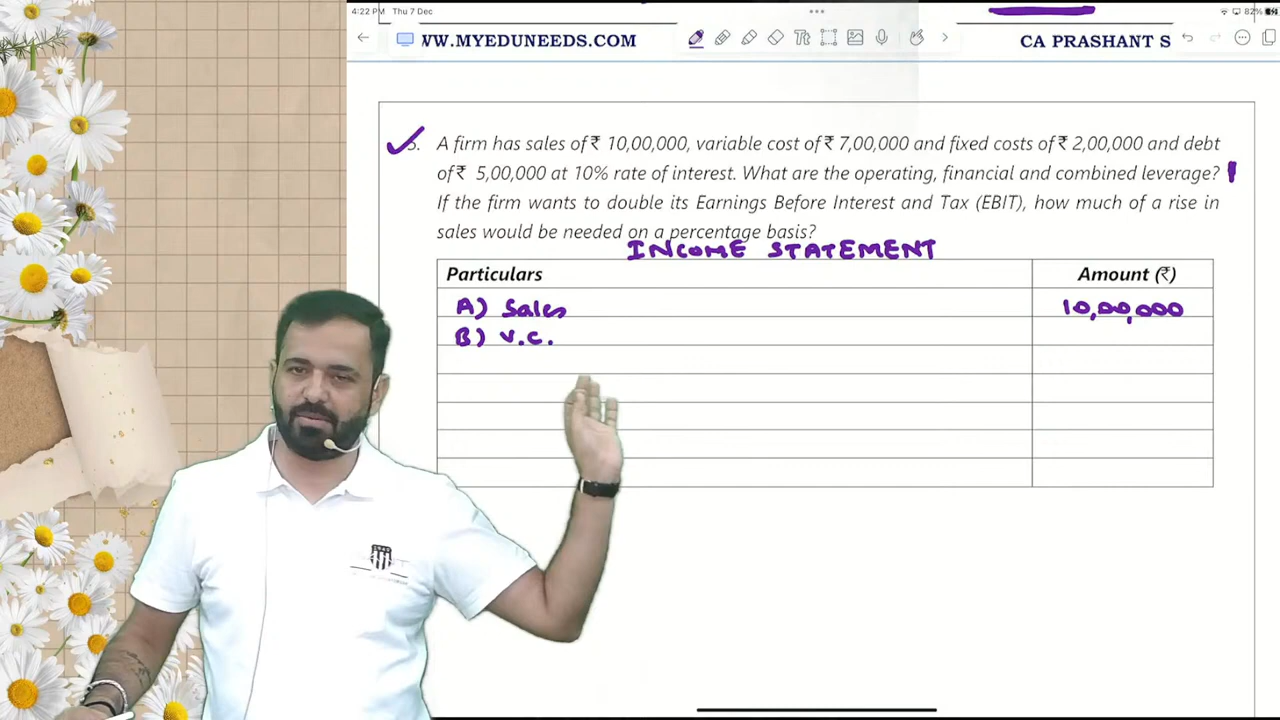 4:22 PM Thu 7 Dec
82%
WW.MYEDUNEEDS.COM
Tt
CA PRASHANT S
5. A firm has sales of ₹ 10,00,000, variable cost of ₹ 7,00,000 and fixed costs of ₹ 2,00,000 and debt
of ₹ 5,00,000 at 10% rate of interest. What are the operating, financial and combined leverage?
If the firm wants to double its Earnings Before Interest and Tax (EBIT), how much of a rise in
sales would be needed on a percentage basis?
INCOME STATEMENT
Particulars Amount (₹)
A) Sales 10,00,000
B) V.C.